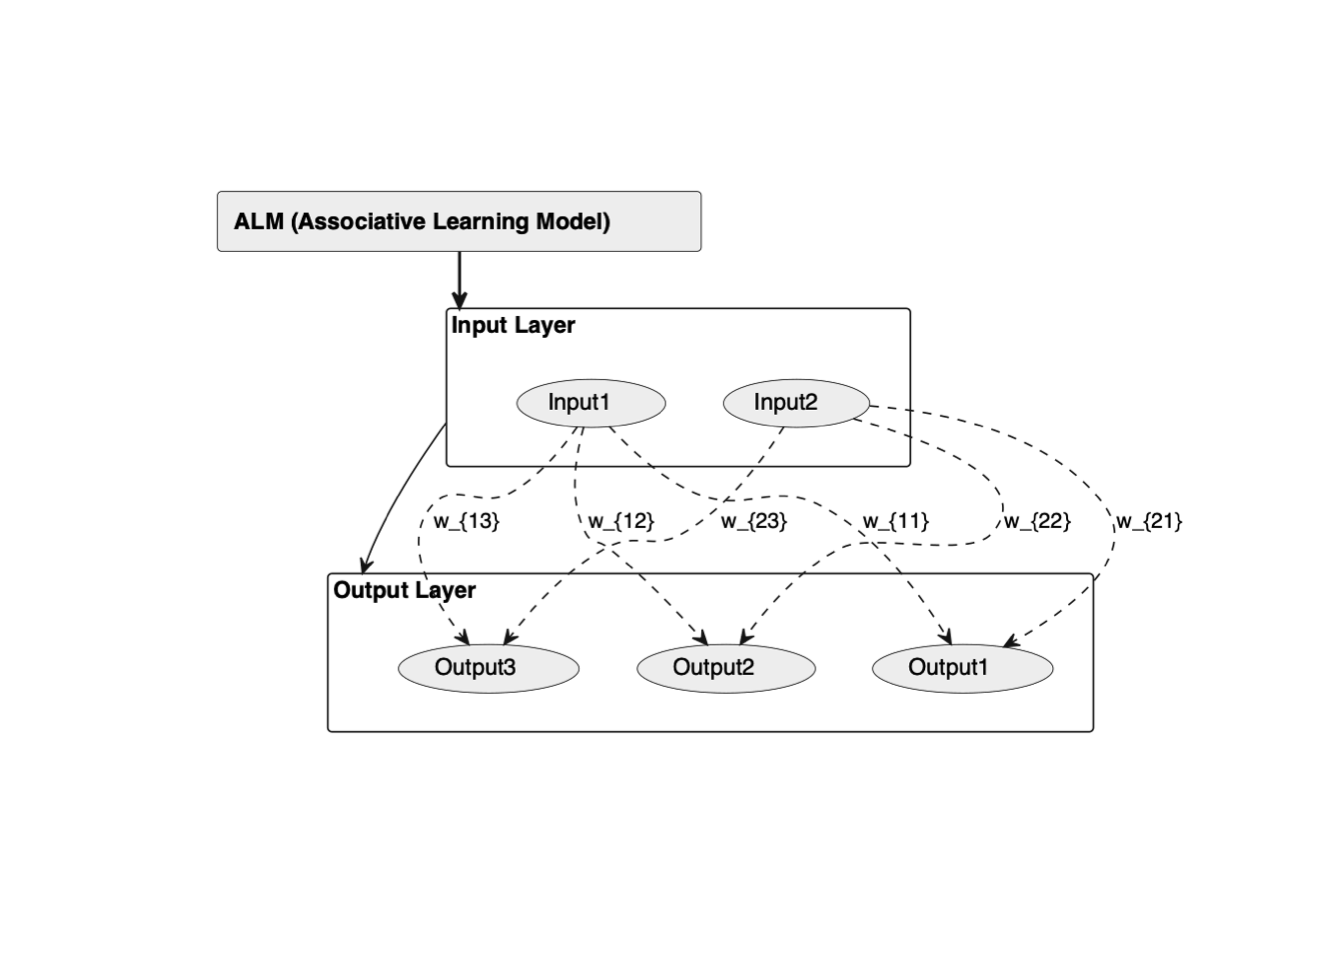 ALM (Associative Learning Model)
Input Layer
Input1
Input2
w_{13}
w_{12}
w_{23}
w_{11}
w_{22}
w_{21}
Output Layer
Output3
Output2
Output1